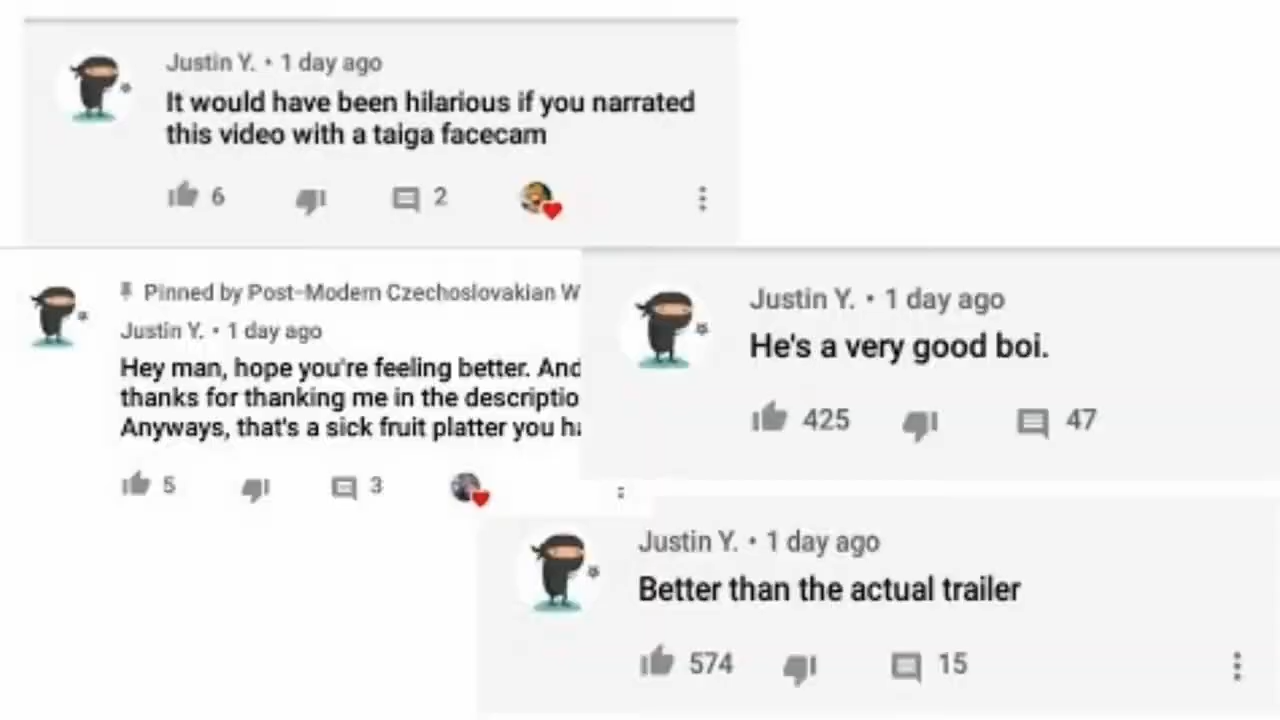 Justin Y. • 1 day ago
It would have been hilarious if you narrated
this video with a taiga facecam
6
2
Pinned by Post-Modern Czechoslovakian W
Justin Y. • 1 day ago
Hey man, hope you're feeling better. And
thanks for thanking me in the descriptio
Anyways, that's a sick fruit platter you ha
5
3
Justin Y. • 1 day ago
He's a very good boi.
425
47
Justin Y. • 1 day ago
Better than the actual trailer
574
15